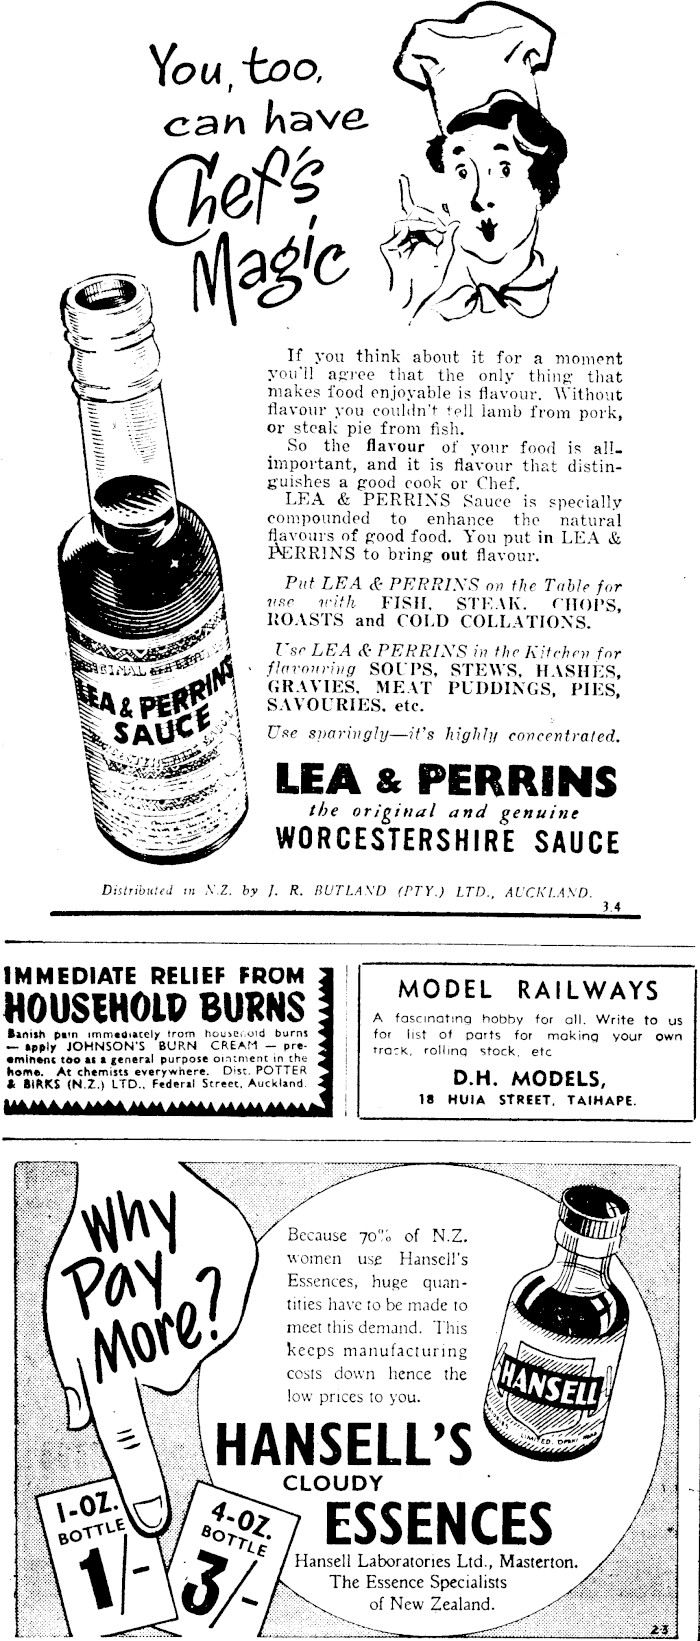 You, too,
can have
Chef's
Magic
If you think about it for a moment
you'll agree that the only thing that
makes food enjoyable is flavour. Without
flavour you couldn't tell lamb from pork,
or steak pie from fish.
So the flavour of your food is all-
important, and it is flavour that distin-
guishes a good cook or Chef.
LEA & PERRINS Sauce is specially
compounded to enhance the natural
flavours of good food. You put in LEA &
PERRINS to bring out flavour.
Put LEA & PERRINS on the Table for
use with FISH, STEAK, CHOPS,
ROASTS and COLD COLLATIONS.
Use LEA & PERRINS in the Kitchen for
flavouring SOUPS, STEWS, HASHES,
GRAVIES, MEAT PUDDINGS, PIES,
SAVOURIES, etc.
Use sparingly—it's highly concentrated.
LEA & PERRINS
SAUCE
LEA & PERRINS
the original and genuine
WORCESTERSHIRE SAUCE
Distributed in N.Z. by J. R. BUTLAND (PTY.) LTD., AUCKLAND.
3.4
IMMEDIATE RELIEF FROM
HOUSEHOLD BURNS
Banish pain immediately from household burns
— apply JOHNSON'S BURN CREAM — pre-
eminent too as a general purpose ointment in the
home. At chemists everywhere. Dist. POTTER
& BIRKS (N.Z.) LTD., Federal Street, Auckland.
MODEL RAILWAYS
A fascinating hobby for all. Write to us
for list of parts for making your own
track, rolling stock, etc
D.H. MODELS,
18 HUIA STREET, TAIHAPE.
Why
Pay
More?
Because 70% of N.Z.
women use Hansell's
Essences, huge quan-
tities have to be made to
meet this demand. This
keeps manufacturing
costs down hence the
low prices to you.
HANSELL
HANSELL'S
CLOUDY
ESSENCES
1-OZ.
BOTTLE
1/-
4-OZ.
BOTTLE
3/-
Hansell Laboratories Ltd., Masterton.
The Essence Specialists
of New Zealand.
2-3